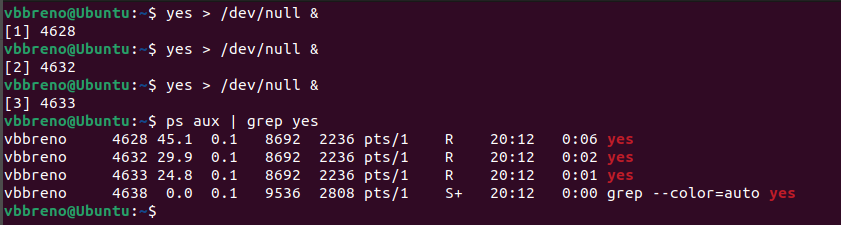 vbbreno@Ubuntu:~$ yes > /dev/null &
[1] 4628
vbbreno@Ubuntu:~$ yes > /dev/null &
[2] 4632
vbbreno@Ubuntu:~$ yes > /dev/null &
[3] 4633
vbbreno@Ubuntu:~$ ps aux | grep yes
vbbreno     4628 45.1  0.1   8692  2236 pts/1    R    20:12   0:06 yes
vbbreno     4632 29.9  0.1   8692  2236 pts/1    R    20:12   0:02 yes
vbbreno     4633 24.8  0.1   8692  2236 pts/1    R    20:12   0:01 yes
vbbreno     4638  0.0  0.1   9536  2808 pts/1    S+   20:12   0:00 grep --color=auto yes
vbbreno@Ubuntu:~$